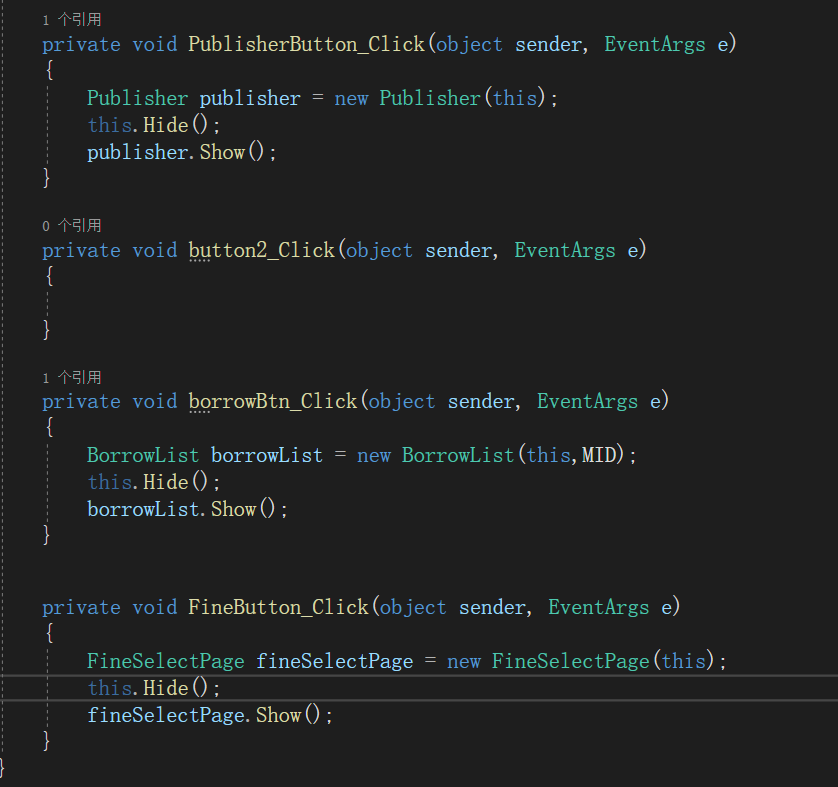 1 个引用
private void PublisherButton_Click(object sender, EventArgs e)
{
Publisher publisher = new Publisher(this);
this.Hide();
publisher.Show();
}
0 个引用
private void button2_Click(object sender, EventArgs e)
{
}
1 个引用
private void borrowBtn_Click(object sender, EventArgs e)
{
BorrowList borrowList = new BorrowList(this,MID);
this.Hide();
borrowList.Show();
}
private void FineButton_Click(object sender, EventArgs e)
{
FineSelectPage fineSelectPage = new FineSelectPage(this);
this.Hide();
fineSelectPage.Show();
}
}